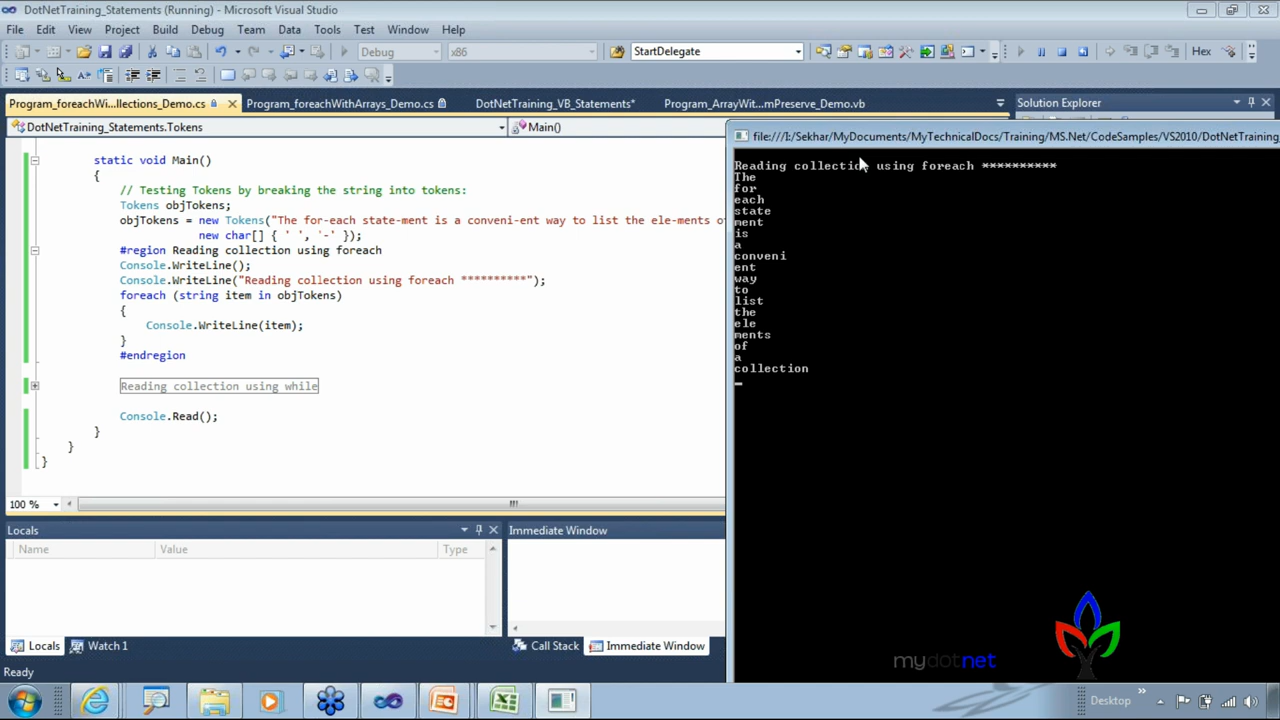 DotNetTraining_Statements (Running) - Microsoft Visual Studio
File Edit View Project Build Debug Team Data Tools Test Window Help
Debug x86 StartDelegate Hex
Program_foreachWi...llections_Demo.cs Program_foreachWithArrays_Demo.cs DotNetTraining_VB_Statements* Program_ArrayWit...mPreserve_Demo.vb Solution Explorer
DotNetTraining_Statements.Tokens Main()
static void Main()
{
// Testing Tokens by breaking the string into tokens:
Tokens objTokens;
objTokens = new Tokens("The for-each state-ment is a conveni-ent way to list the ele-ments o
new char[] { ' ', '-' });
#region Reading collection using foreach
Console.WriteLine();
Console.WriteLine("Reading collection using foreach **********");
foreach (string item in objTokens)
{
Console.WriteLine(item);
}
#endregion
Reading collection using while
Console.Read();
}
}
}
100 %
file:///I:/Sekhar/MyDocuments/MyTechnicalDocs/Training/MS.Net/CodeSamples/VS2010/DotNetTraining_
Reading collection using foreach **********
The
for
each
state
ment
is
a
conveni
ent
way
to
list
the
ele
ments
of
a
collection
Locals
Name Value Type
Immediate Window
Locals Watch 1
Call Stack Immediate Window
Ready
mydotnet
Desktop